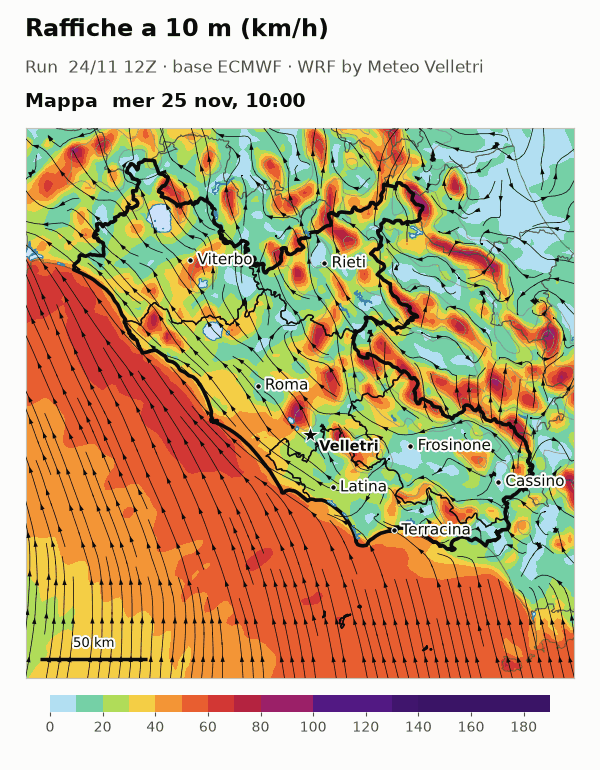 Raffiche a 10 m (km/h)
Run 24/11 12Z · base ECMWF · WRF by Meteo Velletri
Mappa mer 25 nov, 10:00
Viterbo
Rieti
Roma
Velletri
Frosinone
Cassino
Latina
Terracina
50 km
0 20 40 60 80 100 120 140 160 180